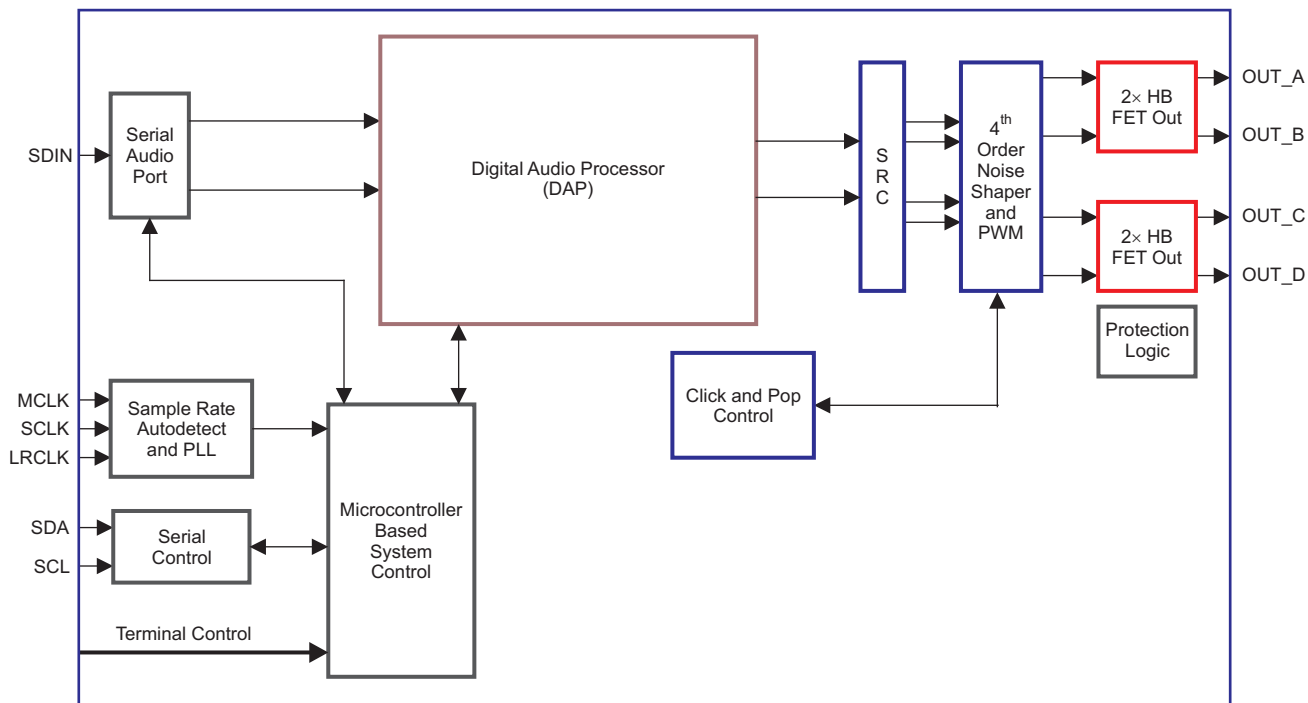 SDIN
Serial
Audio
Port
Digital Audio Processor
(DAP)
S
R
C
4th
Order
Noise
Shaper
and
PWM
2× HB
FET Out
OUT_A
OUT_B
2× HB
FET Out
OUT_C
OUT_D
Protection
Logic
Click and Pop
Control
MCLK
SCLK
LRCLK
Sample Rate
Autodetect
and PLL
SDA
SCL
Serial
Control
Microcontroller
Based
System
Control
Terminal Control